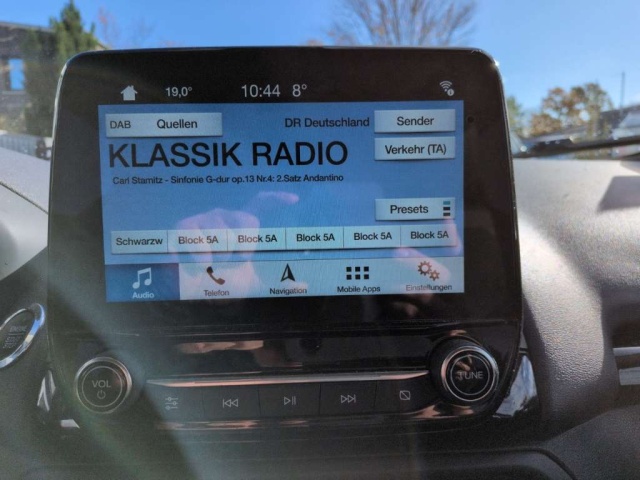 19,0° 10:44 8°
DAB Quellen DR Deutschland Sender
KLASSIK RADIO Verkehr (TA)
Carl Stamitz - Sinfonie G-dur op.13 Nr.4: 2.Satz Andantino
Presets
Schwarzw Block 5A Block 5A Block 5A Block 5A Block 5A
Audio Telefon Navigation Mobile Apps Einstellungen
VOL TUNE